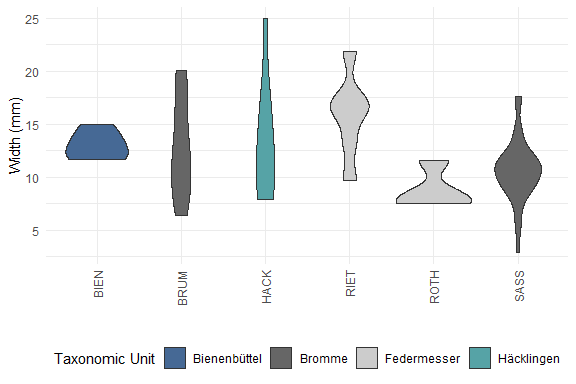 Width (mm)
25
20
15
10
5
BIEN
BRUM
HACK
RIET
ROTH
SASS
Taxonomic Unit Bienenbüttel Bromme Federmesser Häcklingen